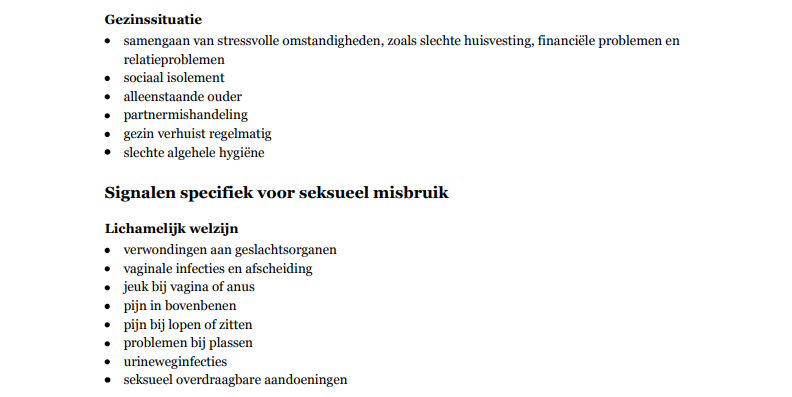 Gezinssituatie
• samengaan van stressvolle omstandigheden, zoals slechte huisvesting, financiële problemen en
relatieproblemen
• sociaal isolement
• alleenstaande ouder
• partnermishandeling
• gezin verhuist regelmatig
• slechte algehele hygiëne
Signalen specifiek voor seksueel misbruik
Lichamelijk welzijn
• verwondingen aan geslachtsorganen
• vaginale infecties en afscheiding
• jeuk bij vagina of anus
• pijn in bovenbenen
• pijn bij lopen of zitten
• problemen bij plassen
• urineweginfecties
• seksueel overdraagbare aandoeningen